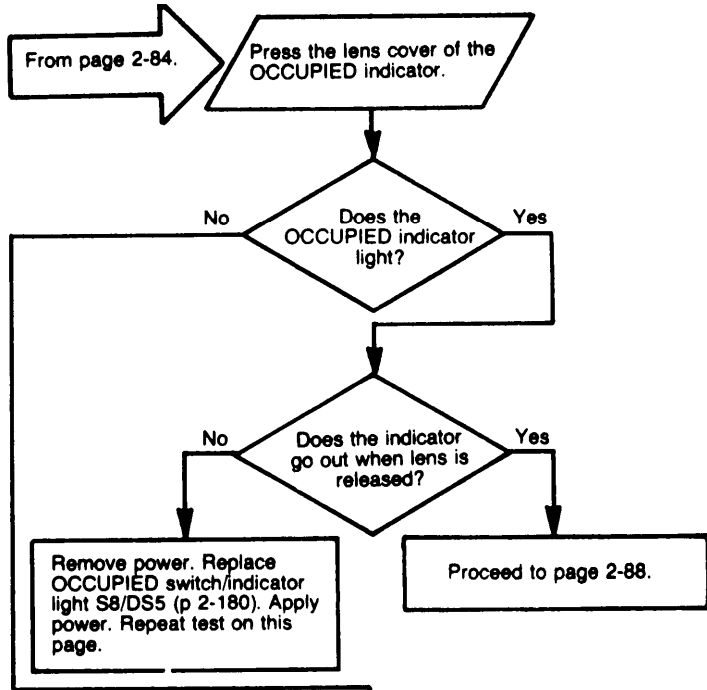 From page 2-84.
Press the lens cover of the
OCCUPIED indicator.
No
Does the
OCCUPIED indicator
light?
Yes
No
Does the indicator
go out when lens is
released?
Yes
Remove power. Replace
OCCUPIED switch/indicator
light S8/DS5 (p 2-180). Apply
power. Repeat test on this
page.
Proceed to page 2-88.